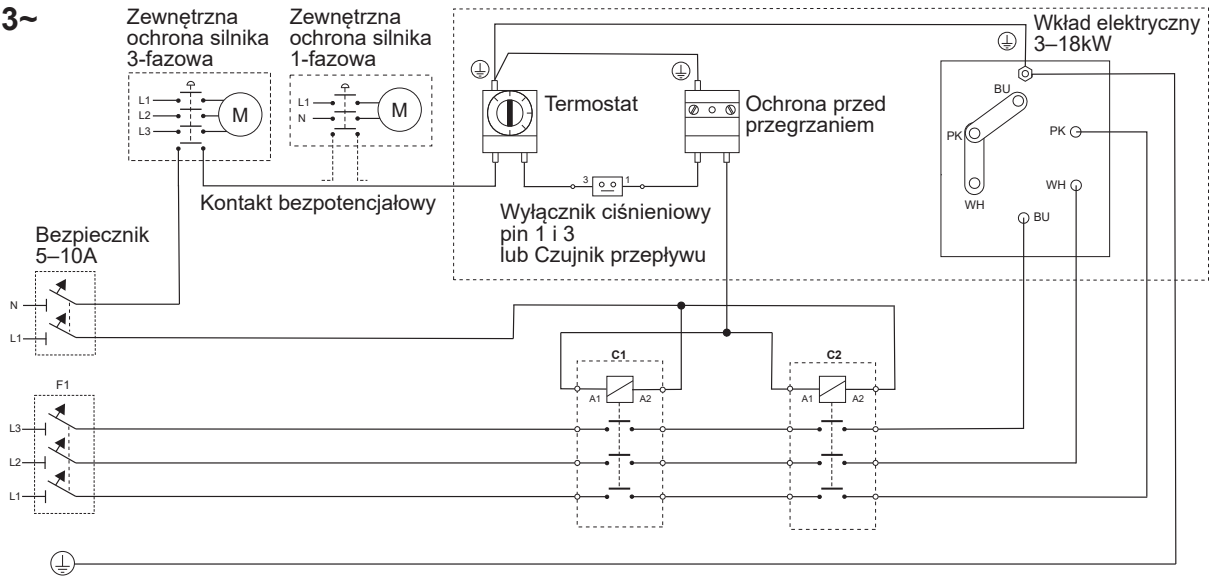 3~
Zewnętrzna
ochrona silnika
3-fazowa
Zewnętrzna
ochrona silnika
1-fazowa
Wkład elektryczny
3–18kW
L1
L2
L3
M
L1
N
M
Termostat
Ochrona przed
przegrzaniem
BU
PK
WH
PK
WH
BU
3
1
Kontakt bezpotencjałowy
Wyłącznik ciśnieniowy
pin 1 i 3
lub Czujnik przepływu
Bezpiecznik
5–10A
N
L1
C1
C2
A1
A2
A1
A2
F1
L3
L2
L1